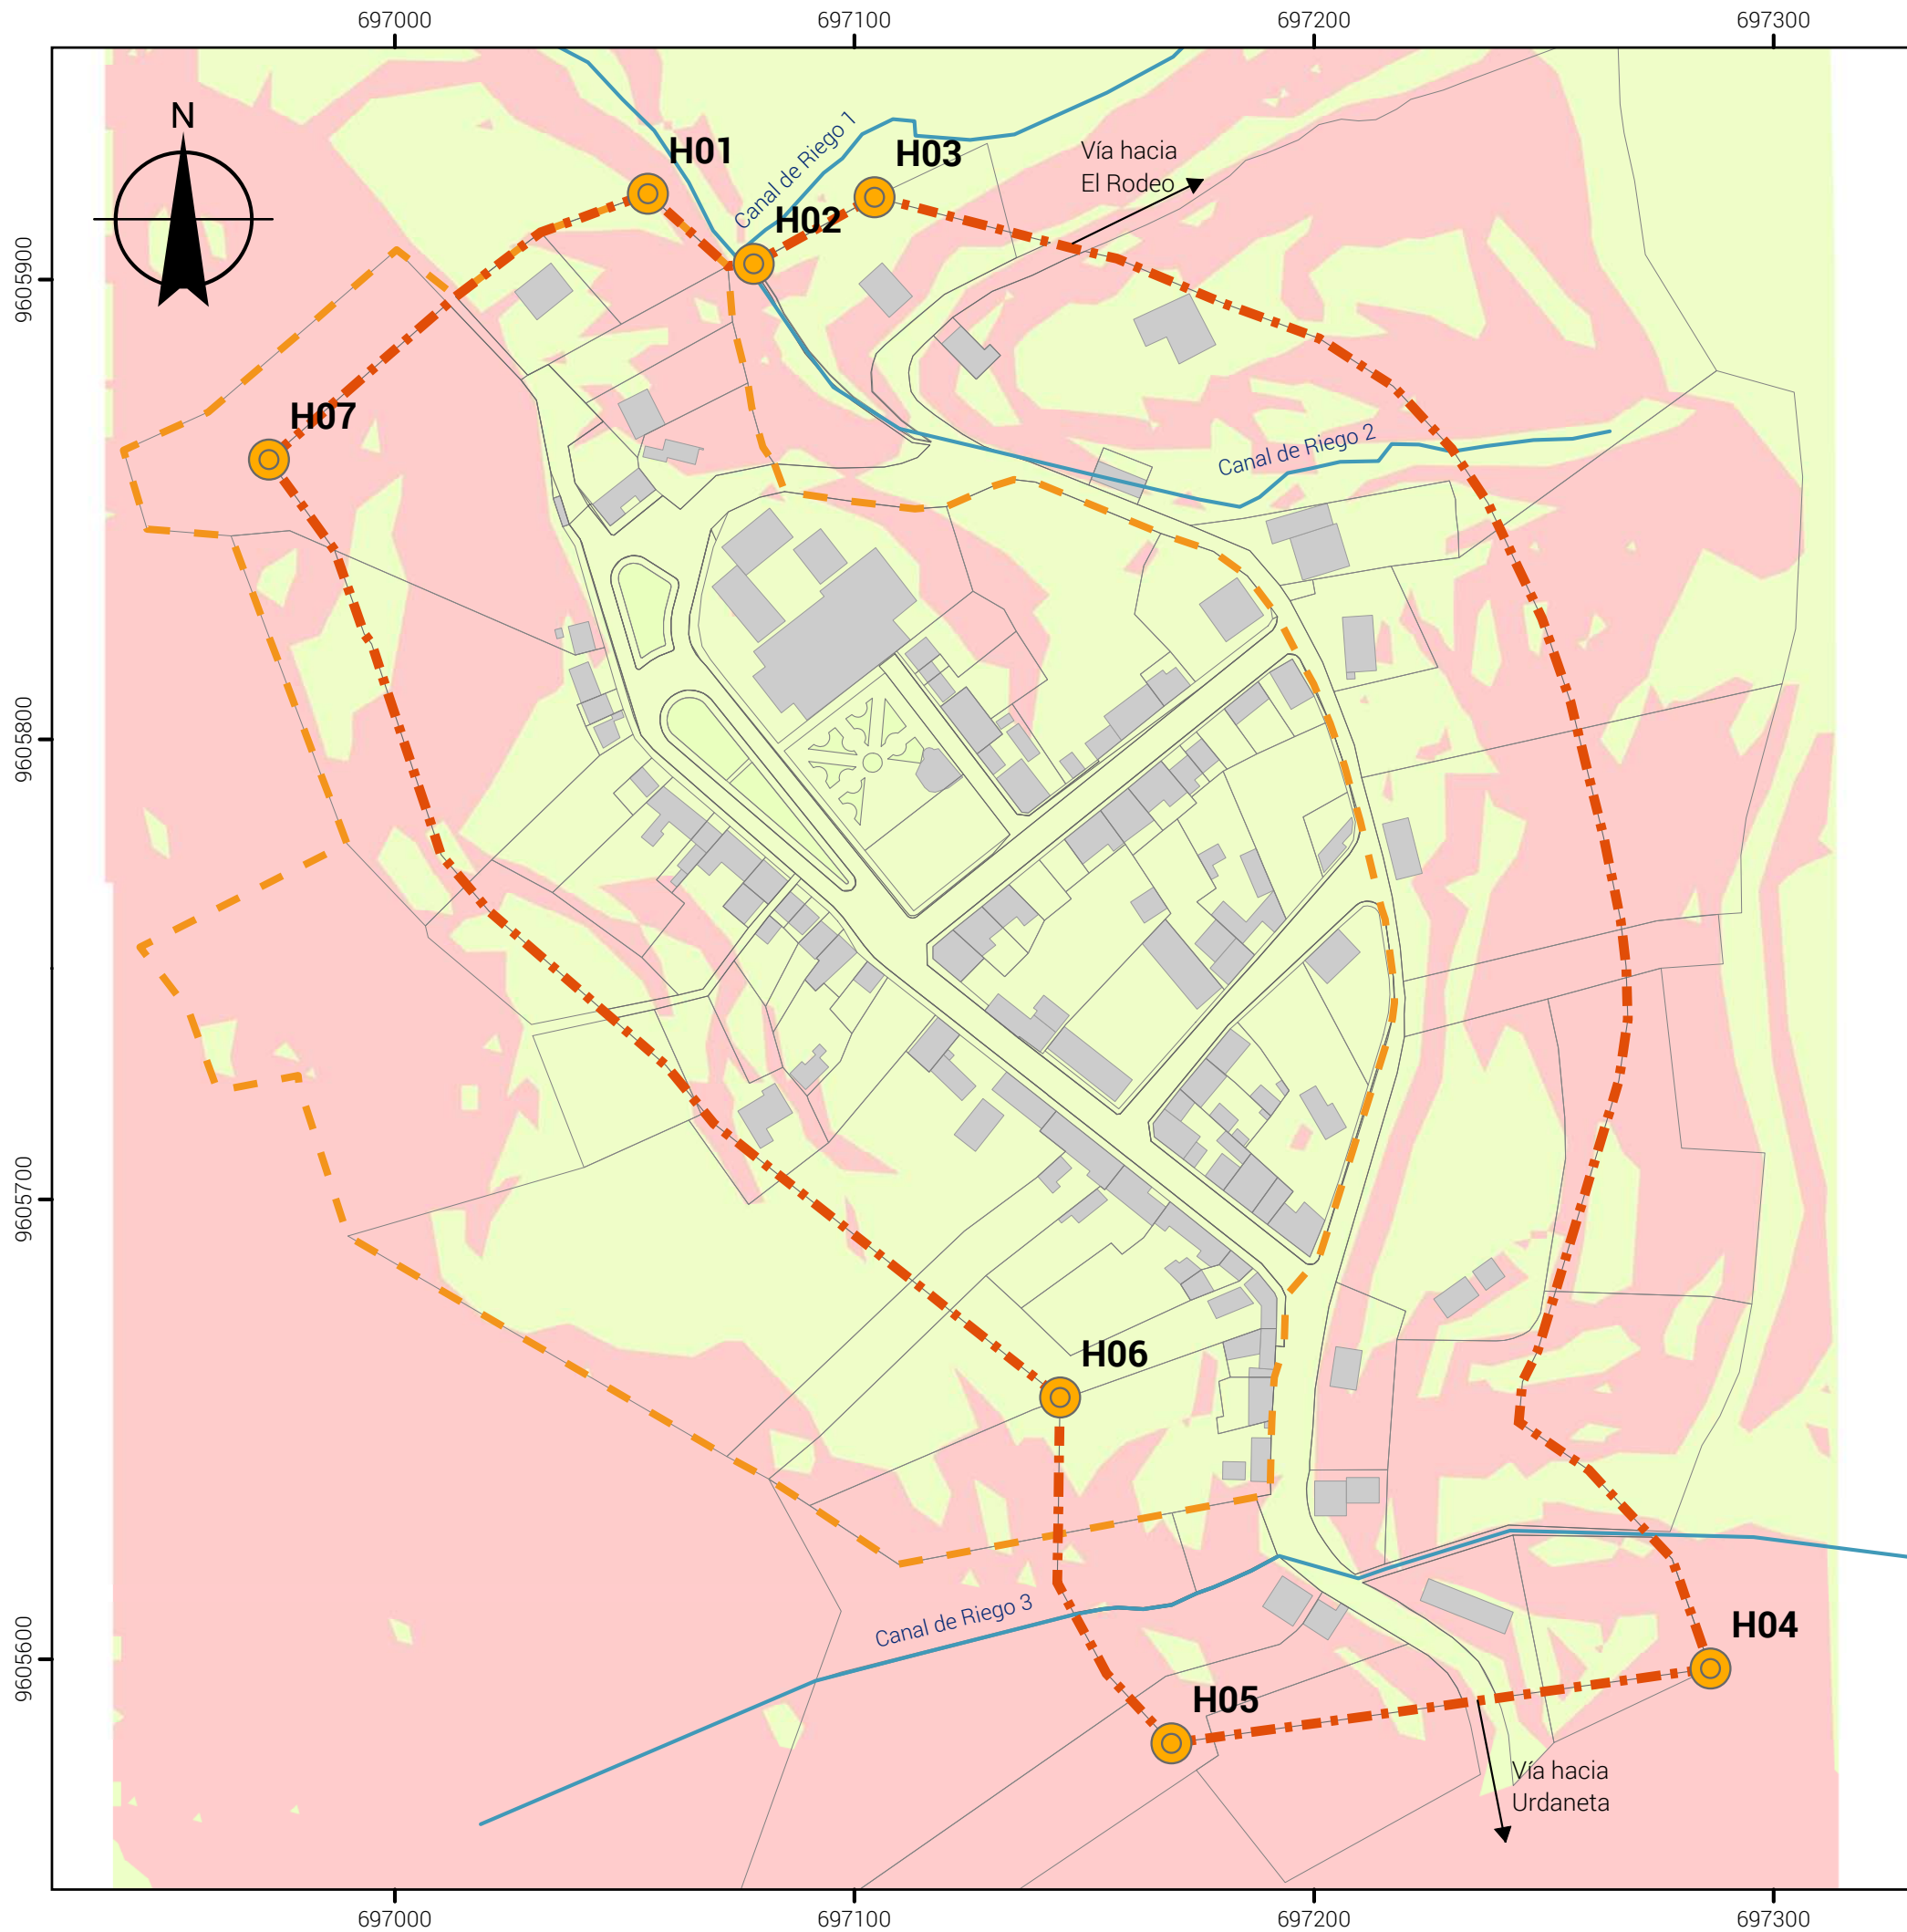 697000
697100
697200
697300
N
H01
Canal de Riego 1
H03
Vía hacia
El Rodeo
H02
9605900
H07
Canal de Riego 2
9605800
9605700
H06
Canal de Riego 3
9605600
H04
H05
Vía hacia
Urdaneta
697000
697100
697200
697300